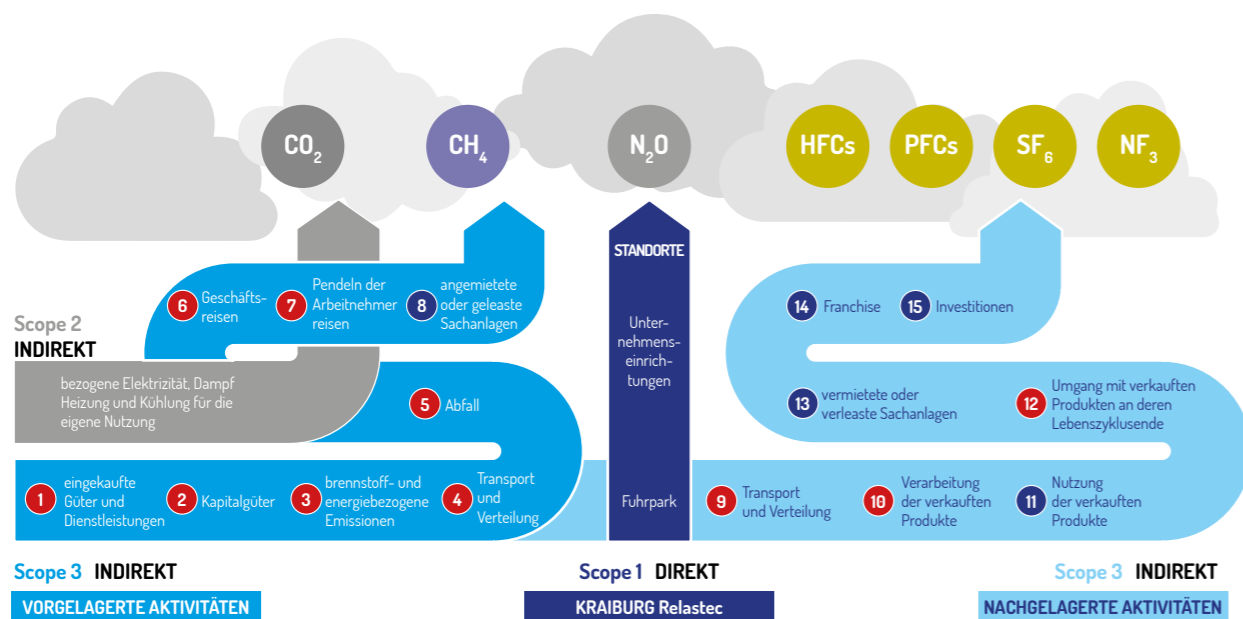 CO₂
CH₄
N₂O
HFCs
PFCs
SF₆
NF₃
6
Geschäfts-
reisen
7
Pendeln der
Arbeitnehmer
reisen
8
angemietete
oder geleaste
Sachanlagen
Scope 2
INDIREKT
bezogene Elektrizität, Dampf
Heizung und Kühlung für die
eigene Nutzung
5
Abfall
1
eingekaufte
Güter und
Dienstleistungen
2
Kapitalgüter
3
brennstoff- und
energiebezogene
Emissionen
4
Transport
und
Verteilung
STANDORTE
Unter-
nehmens-
einrich-
tungen
Fuhrpark
14
Franchise
15
Investitionen
13
vermietete oder
verleaste Sachanlagen
12
Umgang mit verkauften
Produkten an deren
Lebenszyklusende
9
Transport
und Verteilung
10
Verarbeitung
der verkauften
Produkte
11
Nutzung
der verkauften
Produkte
Scope 3 INDIREKT
VORGELAGERTE AKTIVITÄTEN
Scope 1 DIREKT
KRAIBURG Relastec
Scope 3 INDIREKT
NACHGELAGERTE AKTIVITÄTEN